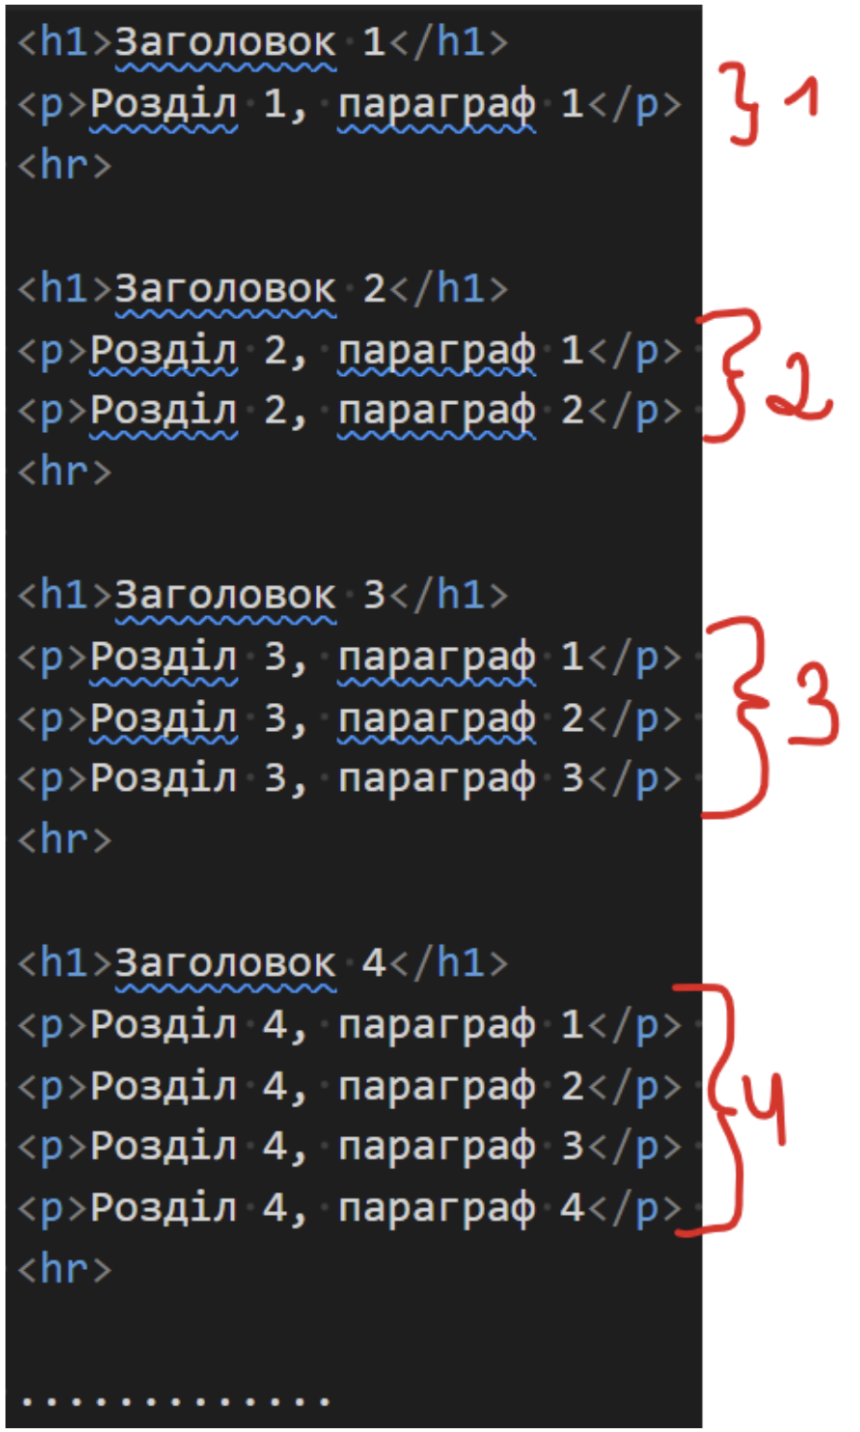 <h1>Заголовок 1</h1>
<p>Розділ 1, параграф 1</p> } 1
<hr>
<h1>Заголовок 2</h1>
<p>Розділ 2, параграф 1</p>
<p>Розділ 2, параграф 2</p> } 2
<hr>
<h1>Заголовок 3</h1>
<p>Розділ 3, параграф 1</p>
<p>Розділ 3, параграф 2</p> } 3
<p>Розділ 3, параграф 3</p>
<hr>
<h1>Заголовок 4</h1>
<p>Розділ 4, параграф 1</p>
<p>Розділ 4, параграф 2</p> } 4
<p>Розділ 4, параграф 3</p>
<p>Розділ 4, параграф 4</p>
<hr>
.............